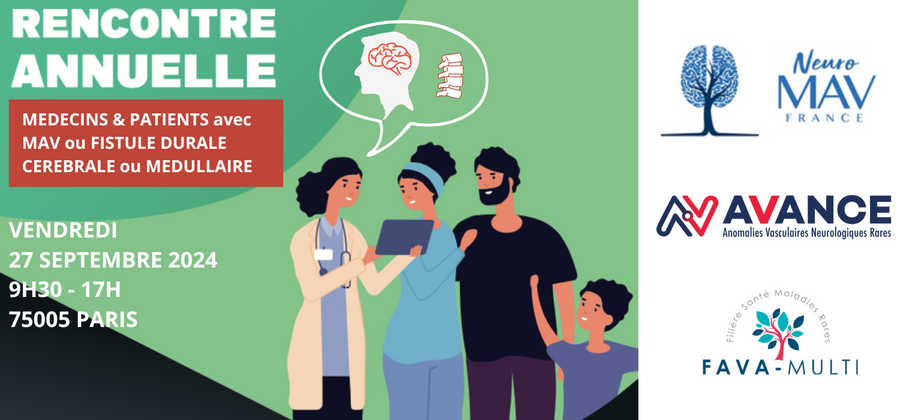 RENCONTRE
ANNUELLE
MEDECINS & PATIENTS avec
MAV ou FISTULE DURALE
CEREBRALE ou MEDULLAIRE
VENDREDI
27 SEPTEMBRE 2024
9H30 - 17H
75005 PARIS
Neuro
MAV
FRANCE
AVANCE
Anomalies Vasculaires Neurologiques Rares
Filière Santé Maladies Rares
FAVA-MULTI